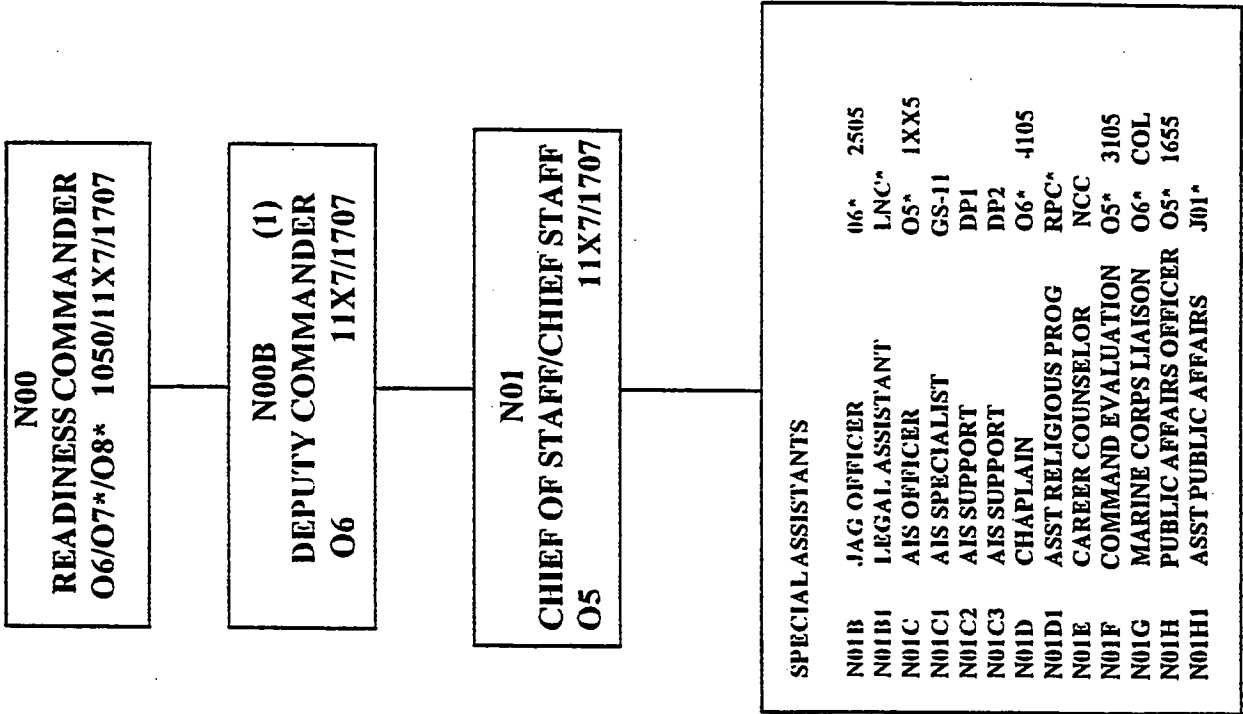 N00
READINESS COMMANDER
O6/O7*/O8* 1050/11X7/1707
N00B (1)
DEPUTY COMMANDER
O6 11X7/1707
N01
CHIEF OF STAFF/CHIEF STAFF
O5 11X7/1707
SPECIAL ASSISTANTS
N01B JAG OFFICER 06* 2505
N01B1 LEGAL ASSISTANT LNC*
N01C AIS OFFICER O5* 1XX5
N01C1 AIS SPECIALIST GS-11
N01C2 AIS SUPPORT DP1
N01C3 AIS SUPPORT DP2
N01D CHAPLAIN O6* 4105
N01D1 ASST RELIGIOUS PROG RPC*
N01E CAREER COUNSELOR NCC
N01F COMMAND EVALUATION O5* 3105
N01G MARINE CORPS LIAISON O6* COL
N01H PUBLIC AFFAIRS OFFICER O5* 1655
N01H1 ASST PUBLIC AFFAIRS J01*